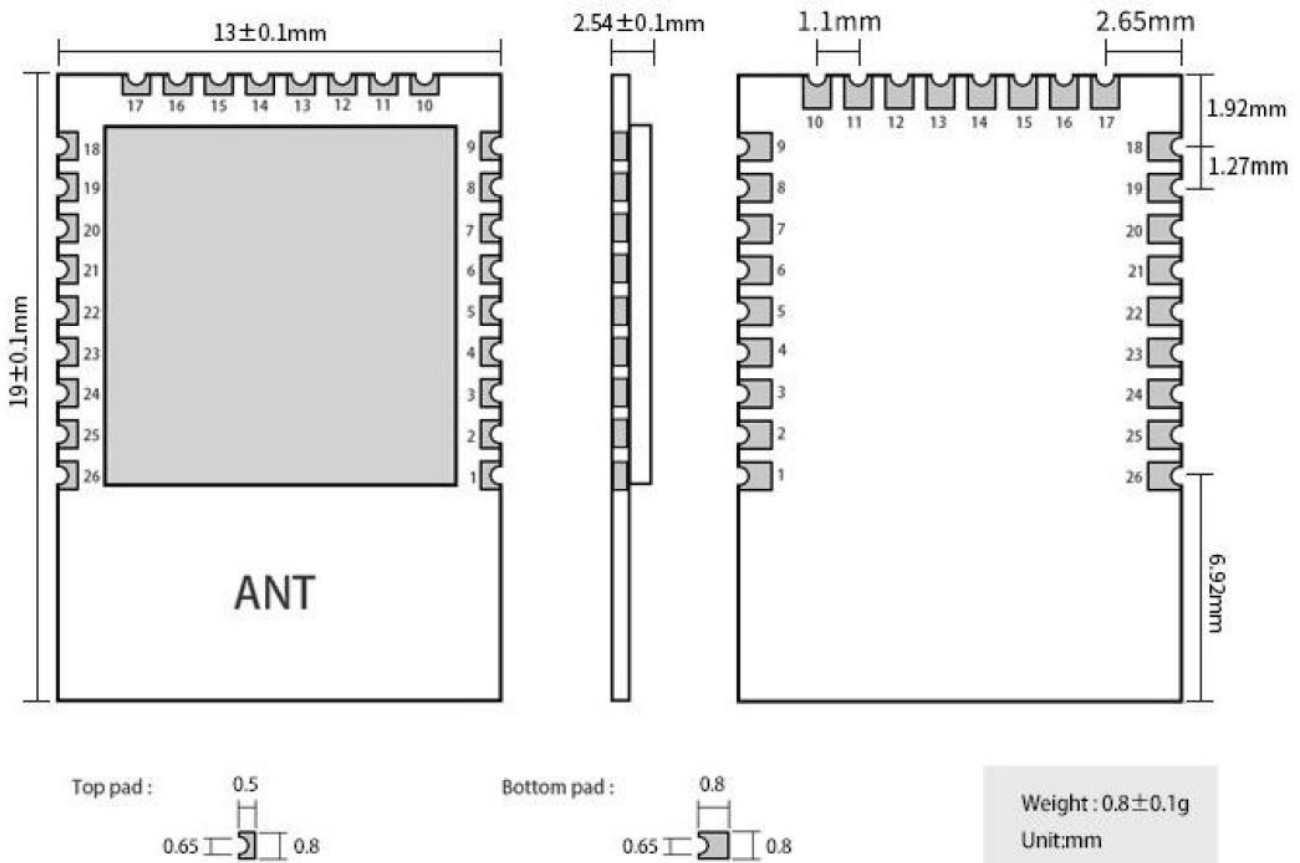 13±0.1mm
2.54±0.1mm
1.1mm
2.65mm
17 16 15 14 13 12 11 10
10 11 12 13 14 15 16 17
1.92mm
18 9
9 18
1.27mm
19 8
8 19
20 7
7 20
21 6
6 21
22 5
5 22
19±0.1mm
23 4
4 23
24 3
3 24
25 2
2 25
26 1
1 26
6.92mm
ANT
Top pad : 0.5
0.65 0.8
Bottom pad : 0.8
0.65 0.8
Weight : 0.8±0.1g
Unit:mm